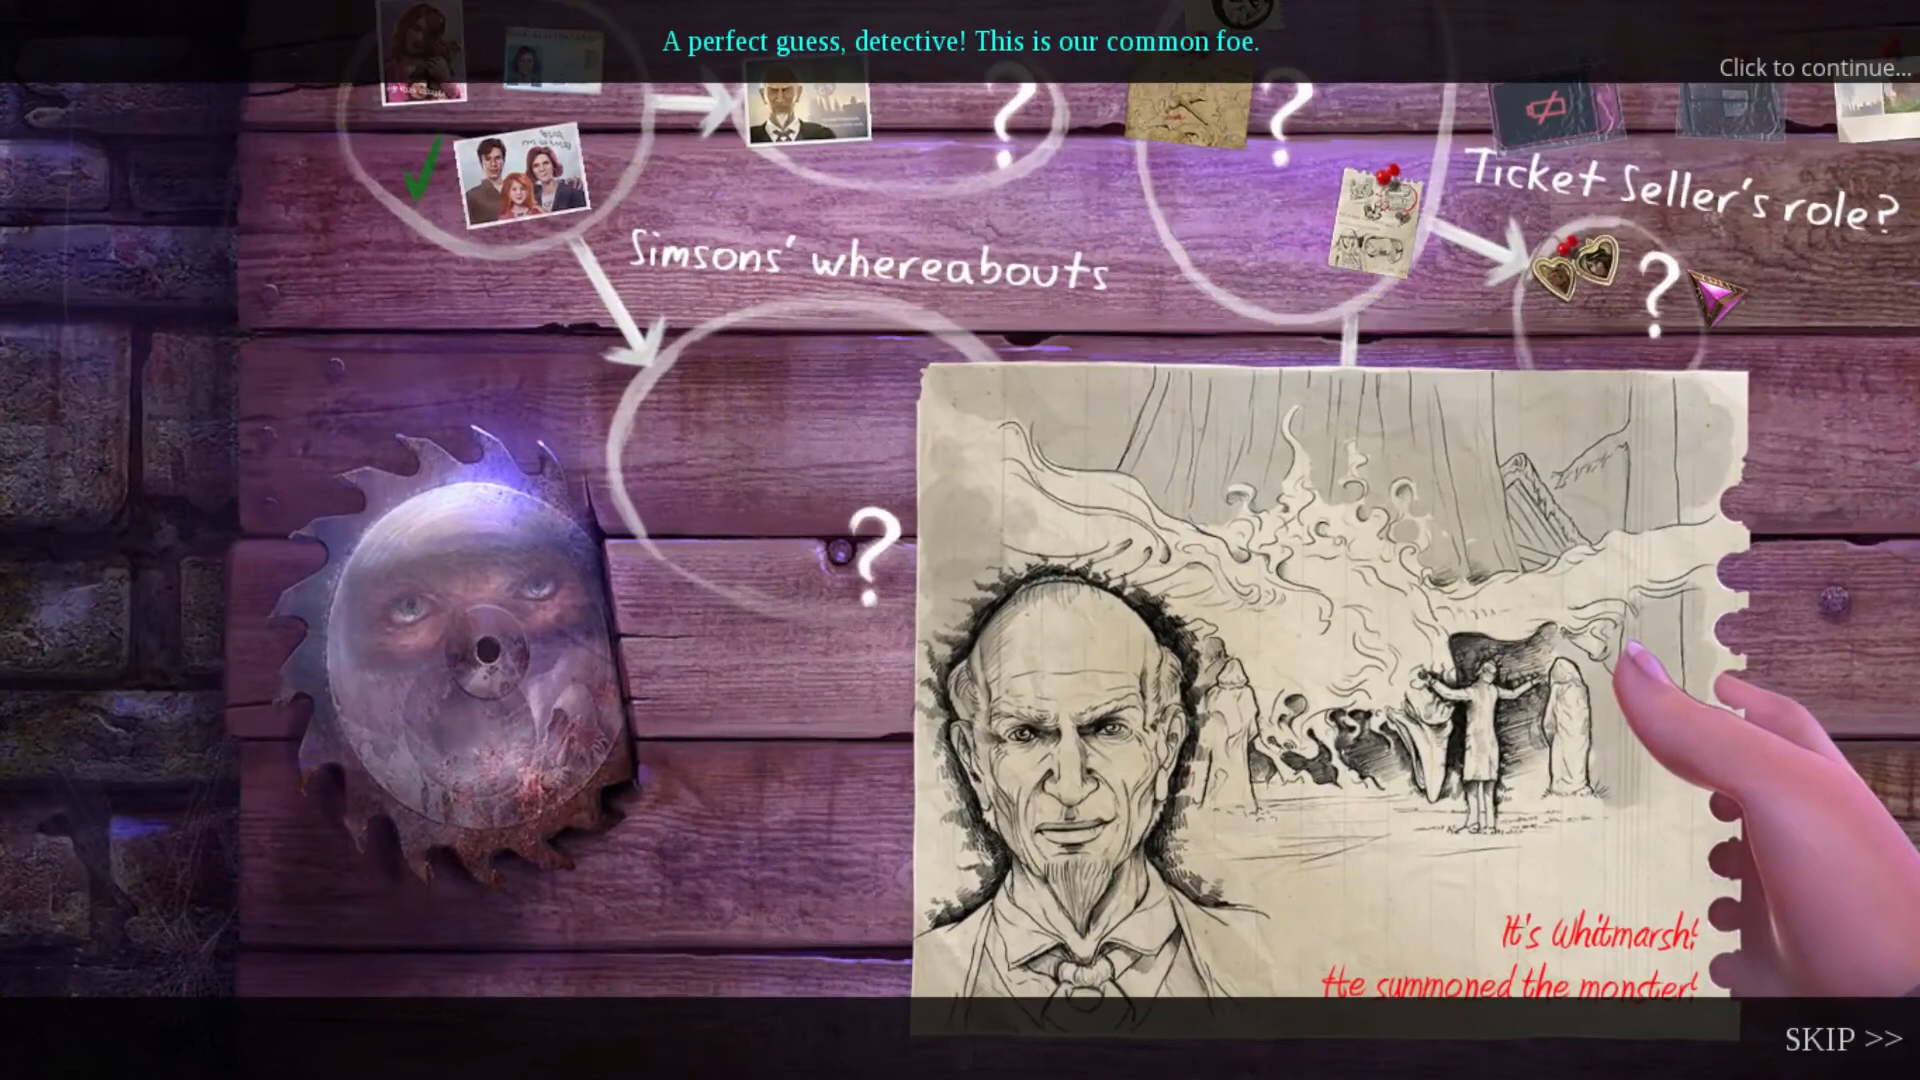 A perfect guess, detective! This is our common foe.
Click to continue...
Ticket Seller's role?
Simsons' whereabouts
?
?
?
?
It's Whitmarsh!
He summoned the monster!
SKIP >>